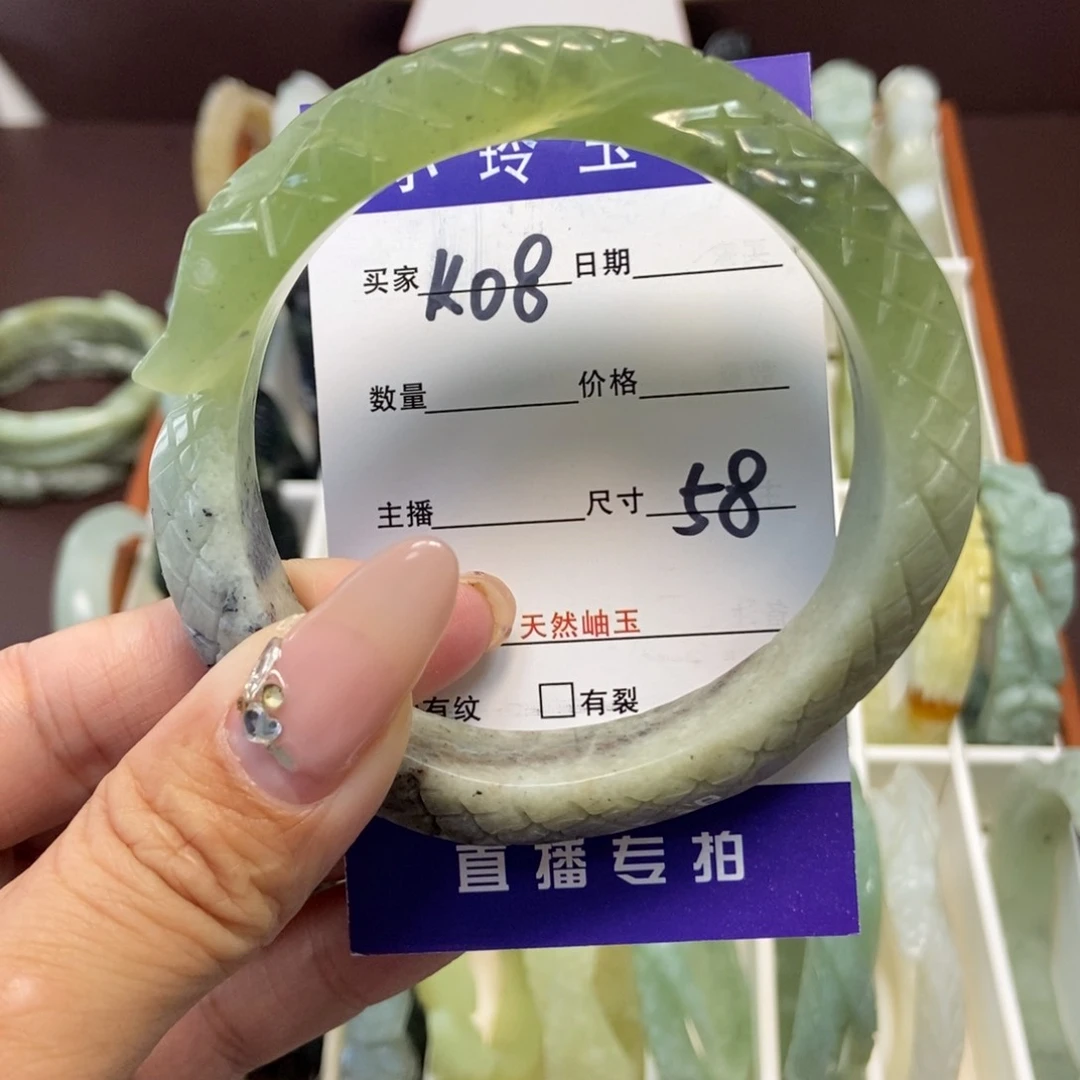 玲玉
买家 K08 日期
数量 价格
主播 尺寸 58
天然岫玉
有纹 □有裂
直播专拍